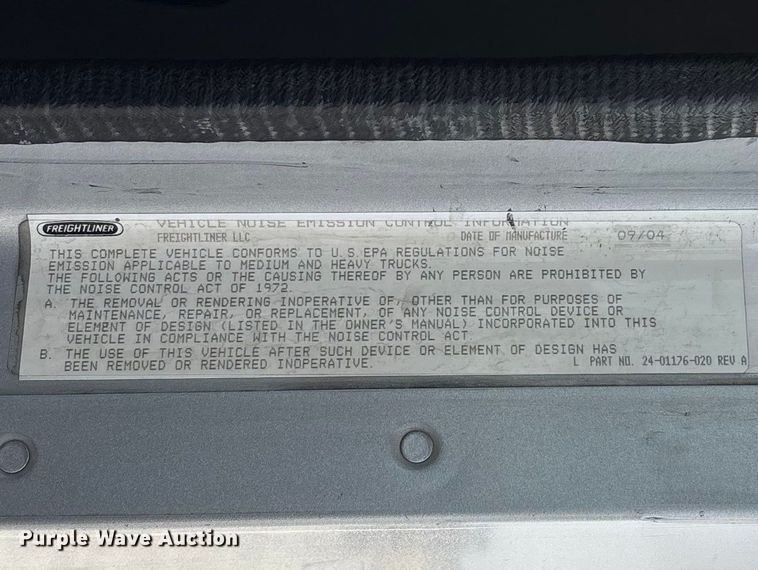 FREIGHTLINER
VEHICLE NOISE EMISSION CONTROL INFORMATION
FREIGHTLINER LLC DATE OF MANUFACTURE 09/04
THIS COMPLETE VEHICLE CONFORMS TO U.S.EPA REGULATIONS FOR NOISE
EMISSION APPLICABLE TO MEDIUM AND HEAVY TRUCKS.
THE FOLLOWING ACTS OR THE CAUSING THEREOF BY ANY PERSON ARE PROHIBITED BY
THE NOISE CONTROL ACT OF 1972.
A. THE REMOVAL OR RENDERING INOPERATIVE OF, OTHER THAN FOR PURPOSES OF
MAINTENANCE, REPAIR, OR REPLACEMENT, OF ANY NOISE CONTROL DEVICE OR
ELEMENT OF DESIGN (LISTED IN THE OWNER'S MANUAL) INCORPORATED INTO THIS
VEHICLE IN COMPLIANCE WITH THE NOISE CONTROL ACT
B. THE USE OF THIS VEHICLE AFTER SUCH DEVICE OR ELEMENT OF DESIGN HAS
BEEN REMOVED OR RENDERED INOPERATIVE.
L PART NO. 24-01176-020 REV A
Purple Wave Auction